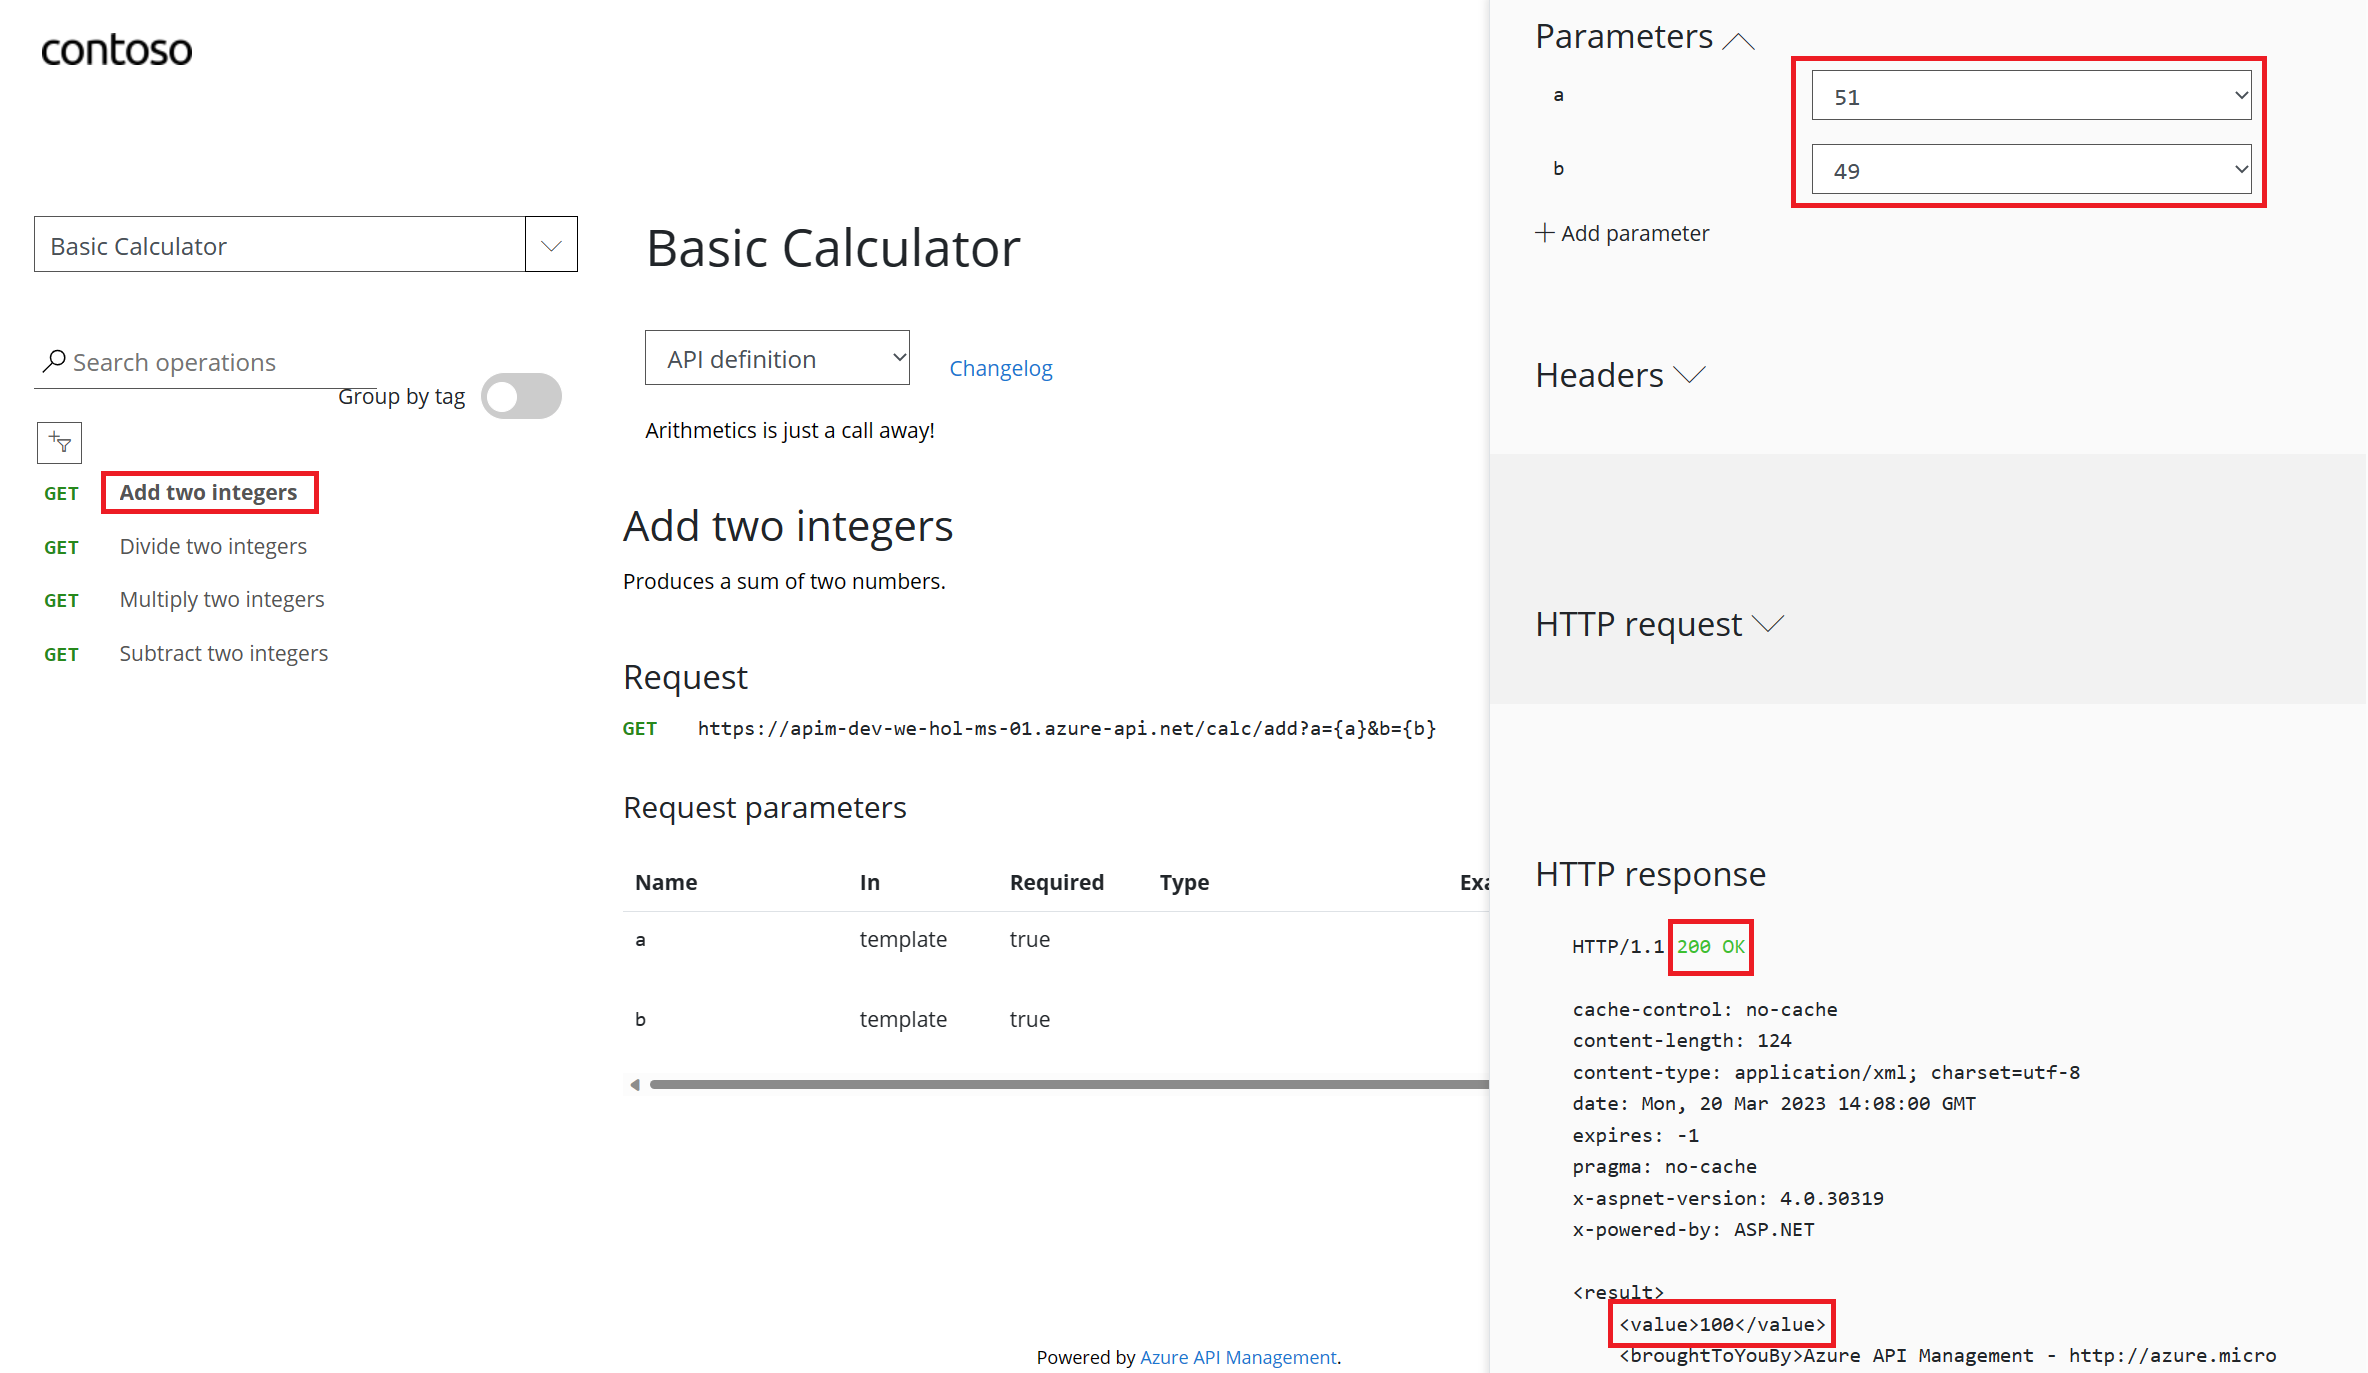 contoso
Basic Calculator
Search operations
Group by tag
GET Add two integers
GET Divide two integers
GET Multiply two integers
GET Subtract two integers
Basic Calculator
API definition
Changelog
Arithmetics is just a call away!
Add two integers
Produces a sum of two numbers.
Request
GET https://apim-dev-we-hol-ms-01.azure-api.net/calc/add?a={a}&b={b}
Request parameters
Name In Required Type
a template true
b template true
Powered by Azure API Management.
Parameters
a 51
b 49
+ Add parameter
Headers
HTTP request
HTTP response
HTTP/1.1 200 OK
cache-control: no-cache
content-length: 124
content-type: application/xml; charset=utf-8
date: Mon, 20 Mar 2023 14:08:00 GMT
expires: -1
pragma: no-cache
x-aspnet-version: 4.0.30319
x-powered-by: ASP.NET
<result>
<value>100</value>
<broughtToYouBy>Azure API Management - http://azure.micro